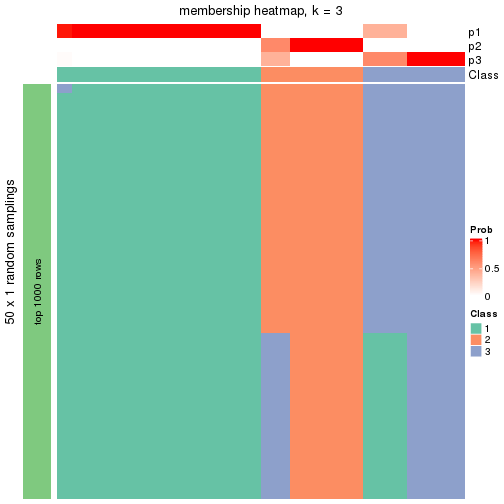 membership heatmap, k = 3
p1
p2
p3
Class
50 x 1 random samplings
top 1000 rows
Prob
1
0.5
0
Class
1
2
3